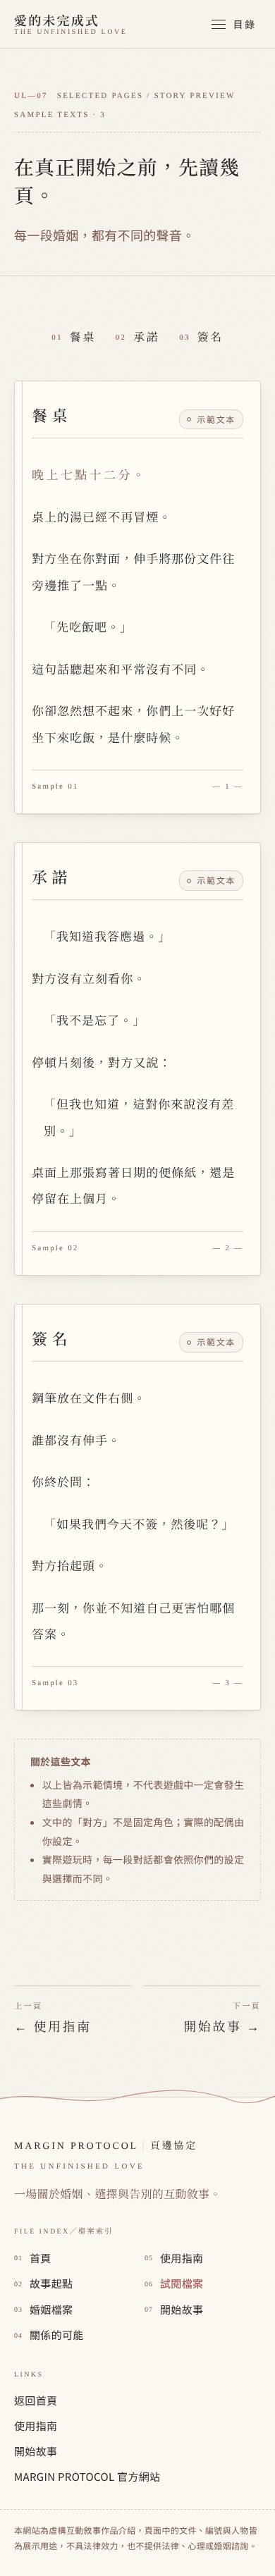 愛的未完成式
THE UNFINISHED LOVE
目錄
UL—07 SELECTED PAGES / STORY PREVIEW
SAMPLE TEXTS · 3
在真正開始之前，先讀幾
頁。
每一段婚姻，都有不同的聲音。
01 餐桌 02 承諾 03 簽名
餐桌
示範文本
晚上七點十二分。
桌上的湯已經不再冒煙。
對方坐在你對面，伸手將那份文件往
旁邊推了一點。
「先吃飯吧。」
這句話聽起來和平常沒有不同。
你卻忽然想不起來，你們上一次好好
坐下來吃飯，是什麼時候。
Sample 01
— 1 —
承諾
示範文本
「我知道我答應過。」
對方沒有立刻看你。
「我不是忘了。」
停頓片刻後，對方又說：
「但我也知道，這對你來說沒有差
別。」
桌面上那張寫著日期的便條紙，還是
停留在上個月。
Sample 02
— 2 —
簽名
示範文本
鋼筆放在文件右側。
誰都沒有伸手。
你終於問：
「如果我們今天不簽，然後呢？」
對方抬起頭。
那一刻，你並不知道自己更害怕哪個
答案。
Sample 03
— 3 —
關於這些文本
以上皆為示範情境，不代表遊戲中一定會發生
這些劇情。
文中的「對方」不是固定角色；實際的配偶由
你設定。
實際遊玩時，每一段對話都會依照你們的設定
與選擇而不同。
上一頁
← 使用指南
下一頁
開始故事 →
MARGIN PROTOCOL | 頁邊協定
THE UNFINISHED LOVE
一場關於婚姻、選擇與告別的互動敘事。
FILE INDEX／檔案索引
01 首頁
02 故事起點
03 婚姻檔案
04 關係的可能
05 使用指南
06 試閱檔案
07 開始故事
LINKS
返回首頁
使用指南
開始故事
MARGIN PROTOCOL 官方網站
本網站為虛構互動敘事作品介紹，頁面中的文件、編號與人物皆
為展示用途，不具法律效力，也不提供法律、心理或婚姻諮詢。